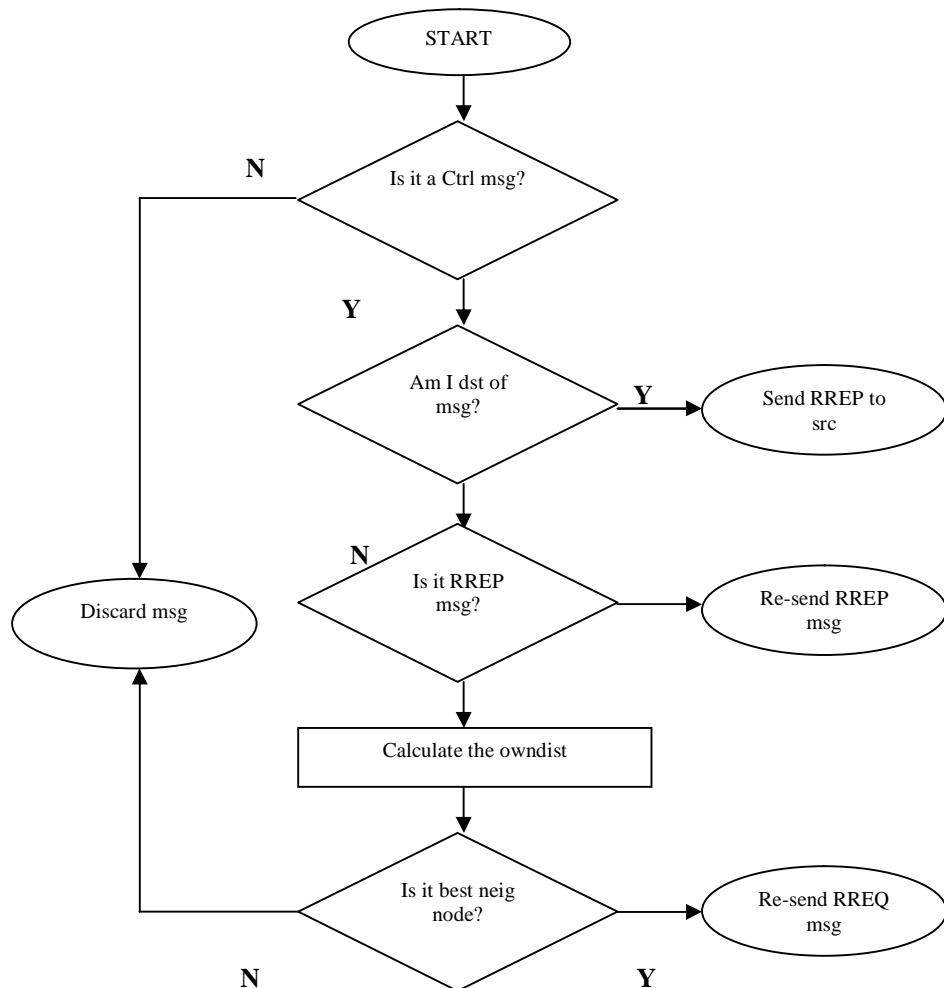 START
N
Is it a Ctrl msg?
Y
Am I dst of
msg?
Y
Send RREP to
src
N
Is it RREP
msg?
Re-send RREP
msg
Discard msg
Calculate the owndist
Is it best neig
node?
Re-send RREQ
msg
N
Y